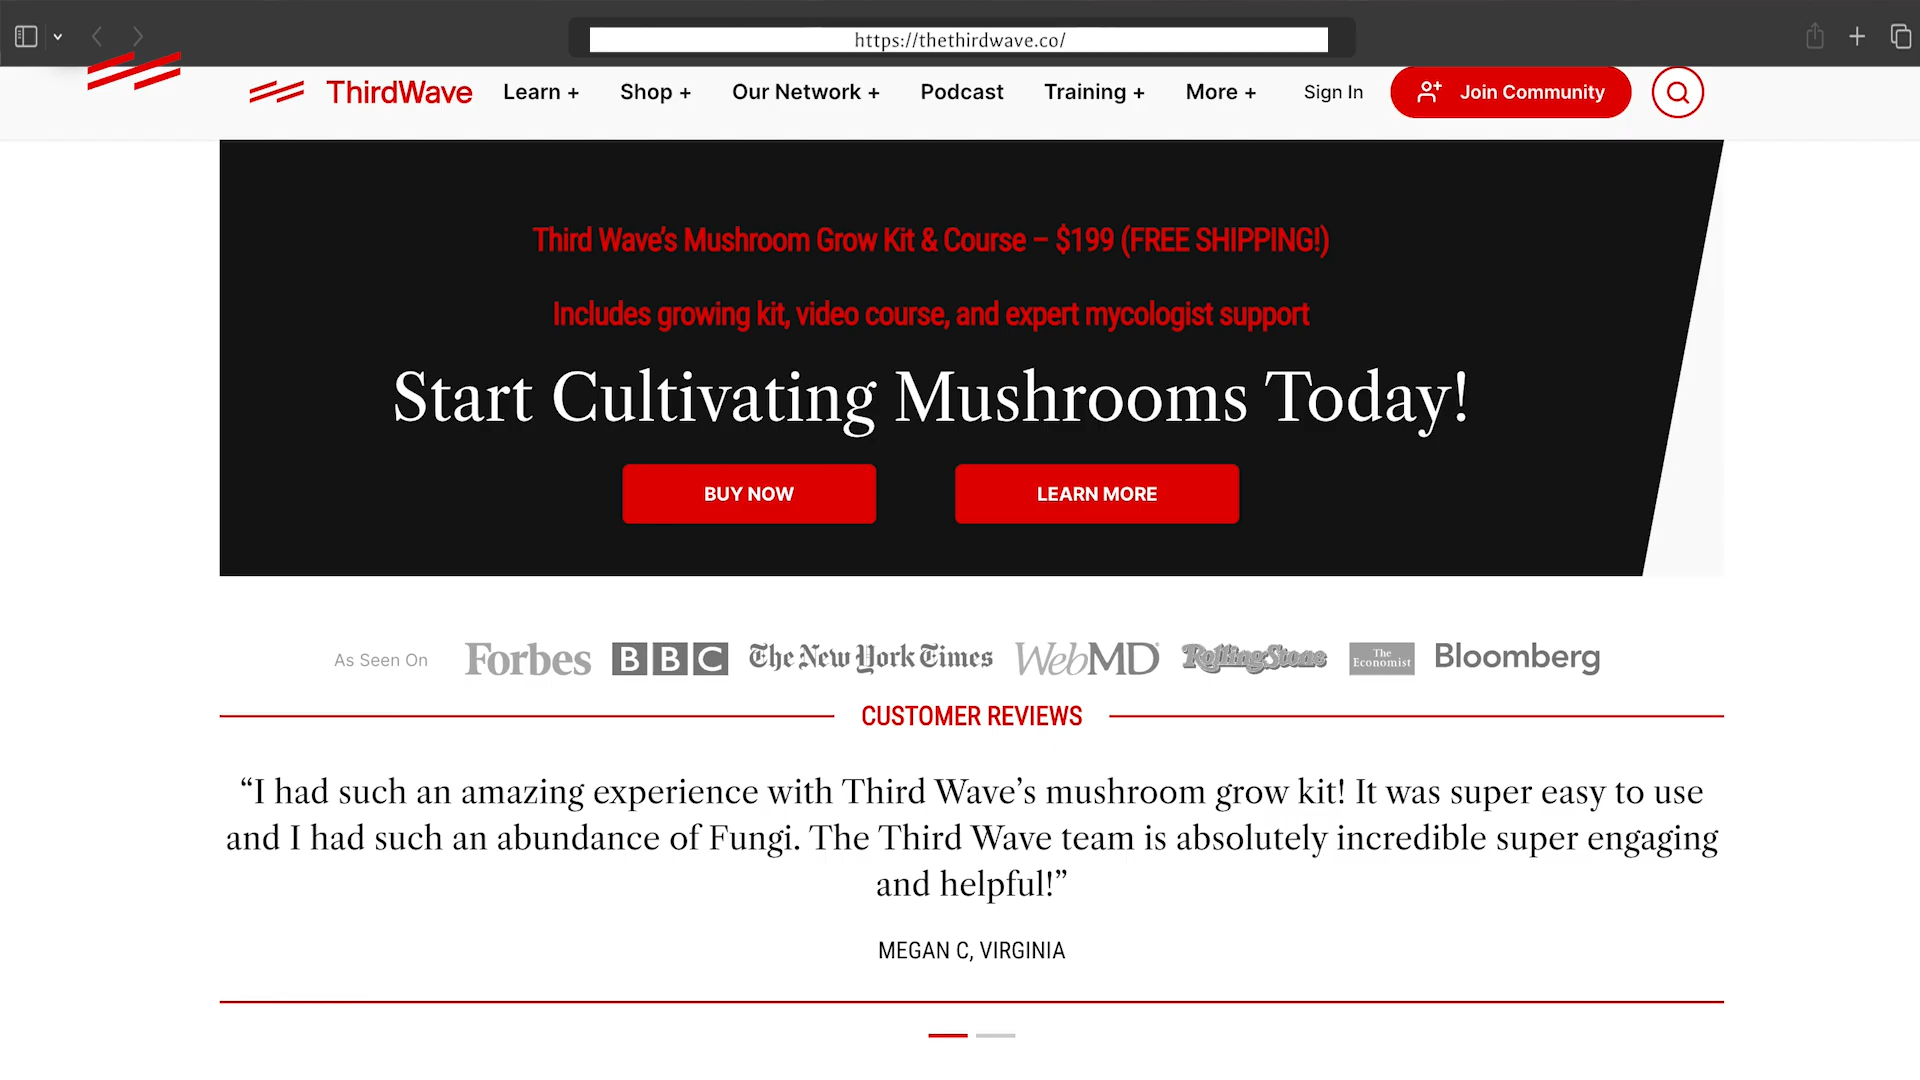 https://thethirdwave.co/
ThirdWave Learn + Shop + Our Network + Podcast Training + More + Sign In Join Community
Third Wave’s Mushroom Grow Kit & Course – $199 (FREE SHIPPING!)
Includes growing kit, video course, and expert mycologist support
Start Cultivating Mushrooms Today!
BUY NOW LEARN MORE
As Seen On Forbes BBC The New York Times WebMD RollingStone The Economist Bloomberg
CUSTOMER REVIEWS
“I had such an amazing experience with Third Wave’s mushroom grow kit! It was super easy to use
and I had such an abundance of Fungi. The Third Wave team is absolutely incredible super engaging
and helpful!”
MEGAN C, VIRGINIA